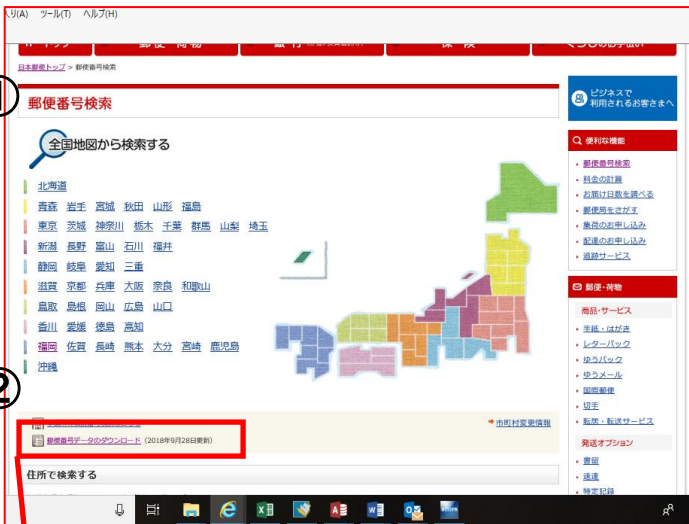 入り(A) ツール(T) ヘルプ(H)
日本郵便トップ > 郵便番号検索
郵便番号検索
全国地図から検索する
北海道
青森 岩手 宮城 秋田 山形 福島
東京 茨城 神奈川 栃木 千葉 群馬 山梨 埼玉
新潟 長野 富山 石川 福井
静岡 岐阜 愛知 三重
滋賀 京都 兵庫 大阪 奈良 和歌山
鳥取 島根 岡山 広島 山口
香川 愛媛 徳島 高知
福岡 佐賀 長崎 熊本 大分 宮崎 鹿児島
沖縄
2
市町村変更情報
郵便番号データのダウンロード (2018年9月28日更新)
住所で検索する
ビジネスで
利用されるお客さまへ
便利な機能
郵便番号検索
料金の計算
お届け日数を調べる
郵便局をさがす
集荷のお申し込み
配達のお申し込み
追跡サービス
郵便・荷物
商品・サービス
手紙・はがき
レターパック
ゆうパック
ゆうメール
国際郵便
切手
転居・転送サービス
発送オプション
書留
速達
特定記録